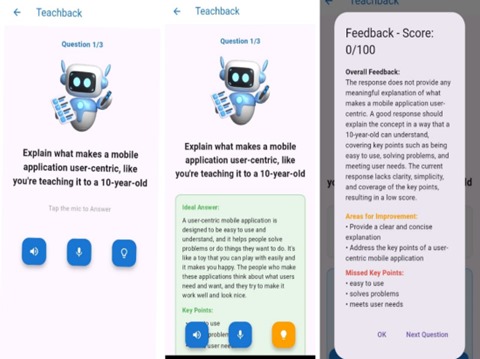 Teachback
Question 1/3
Explain what makes a mobile
application user-centric, like
you're teaching it to a 10-year-old
Tap the mic to Answer
Teachback
Question 1/3
Explain what makes a mobile
application user-centric, like
you're teaching it to a 10-year-old
Ideal Answer:
A user-centric mobile application is
designed to be easy to use and
understand, and it helps people solve
problems or do things they want to do. It's
like a toy that you can play with easily and
it makes you happy. The people who make
these applications think about what users
need and want, and they try to make it
work well and look nice.
Key Points:
use
user
Feedback - Score:
0/100
Overall Feedback:
The response does not provide any
meaningful explanation of what
makes a mobile application user-
centric. A good response should
explain the concept in a way that a
10-year-old can understand,
covering key points such as being
easy to use, solving problems, and
meeting user needs. The current
response lacks clarity, simplicity,
and coverage of the key points,
resulting in a low score.
Areas for Improvement:
• Provide a clear and concise
explanation
• Address the key points of a user-
centric mobile application
Missed Key Points:
• easy to use
• solves problems
• meets user needs
OK Next Question